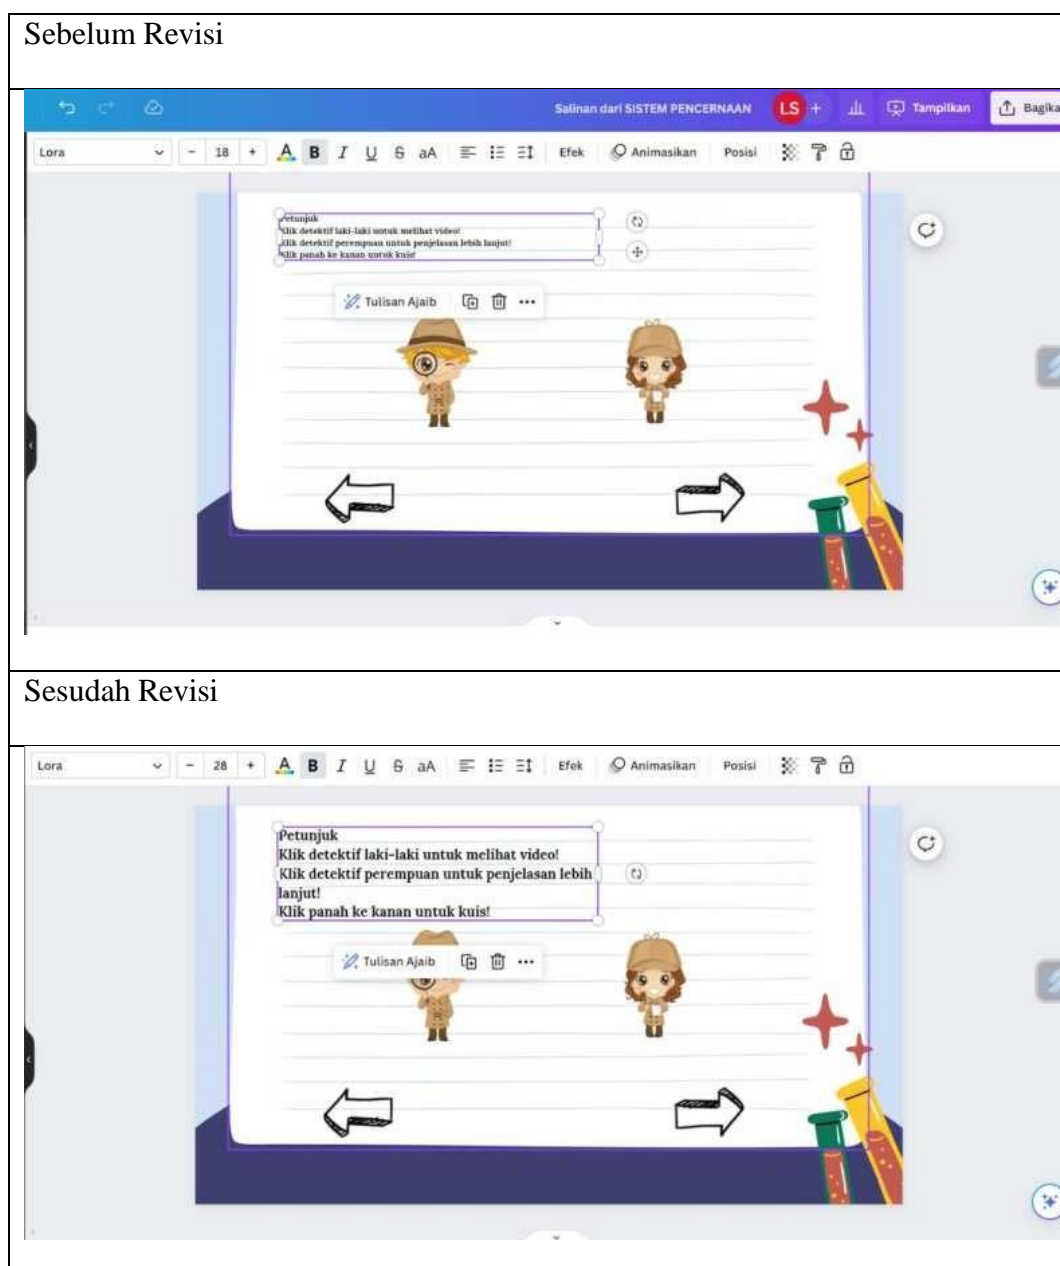 Sebelum Revisi
Salinan dari SISTEM PENCERNAAN LS + Tampilkan Bagika
Lora - 18 + A B I U S aA Efek Animasikan Posisi
Petunjuk
Klik detektif laki-laki untuk melihat video!
Klik detektif perempuan untuk penjelasan lebih lanjut!
Klik panah ke kanan untuk kuis!
Tulisan Ajaib
Sesudah Revisi
Lora - 28 + A B I U S aA Efek Animasikan Posisi
Petunjuk
Klik detektif laki-laki untuk melihat video!
Klik detektif perempuan untuk penjelasan lebih
lanjut!
Klik panah ke kanan untuk kuis!
Tulisan Ajaib